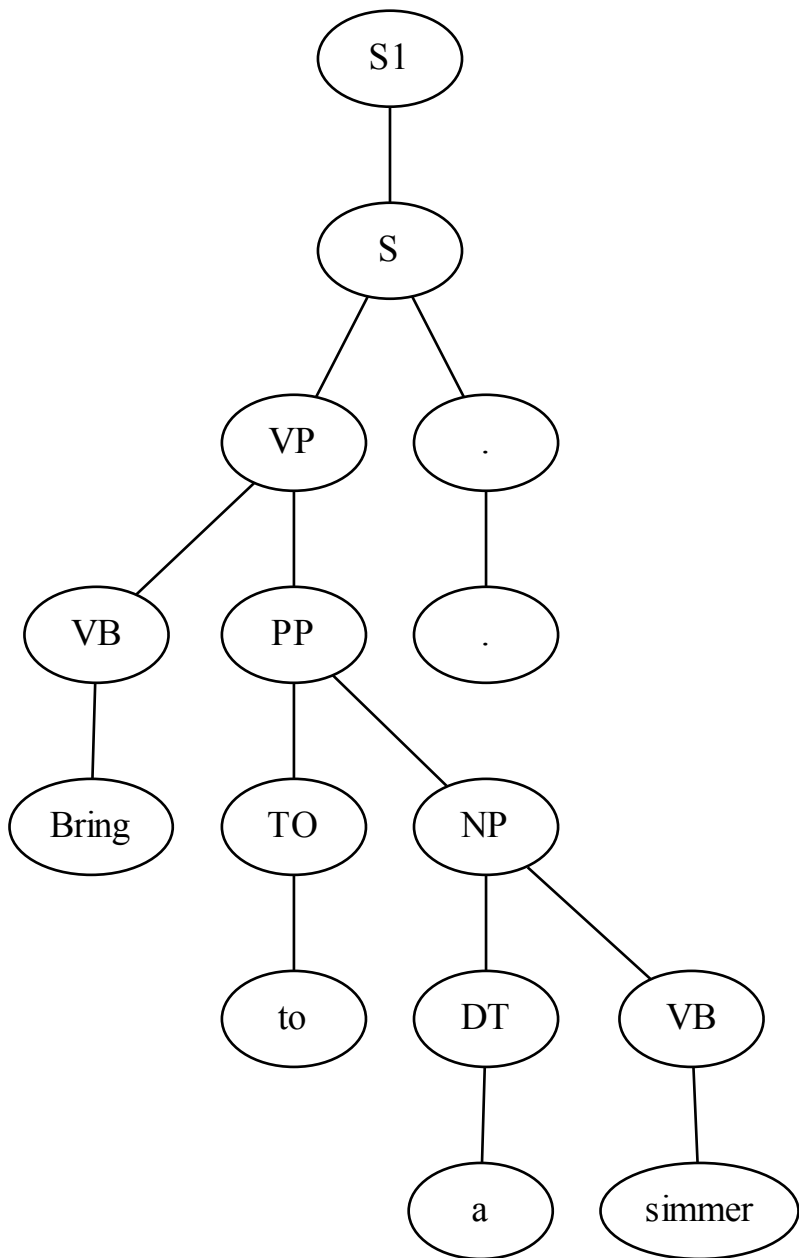 S1
S
VP .
VB PP .
Bring TO NP
to DT VB
a simmer